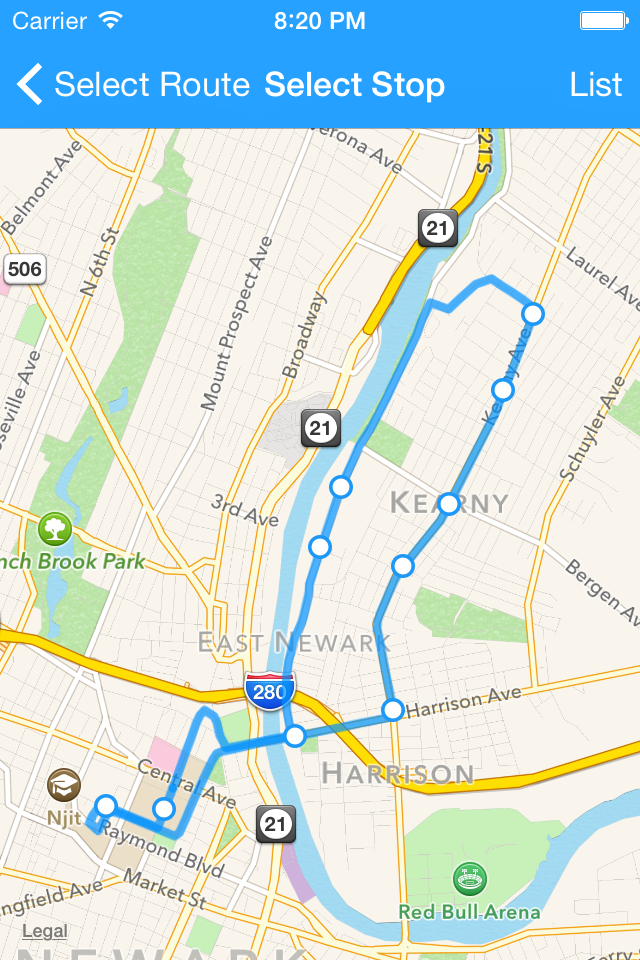 Carrier 8:20 PM
Select Route Select Stop List
Verona Ave
21 S
Belmont Ave
21
506
N 6th St
Laurel Ave
Mount Prospect Ave
Broadway
Kearny Ave
Schuyler Ave
21
KEARNY
3rd Ave
nch Brook Park
Bergen Av
EAST NEWARK
280
Harrison Ave
HARRISON
Central Ave
Njit
21
Raymond Blvd
Market St
ngfield Ave
Red Bull Arena
Legal
NEWARK
Ferry